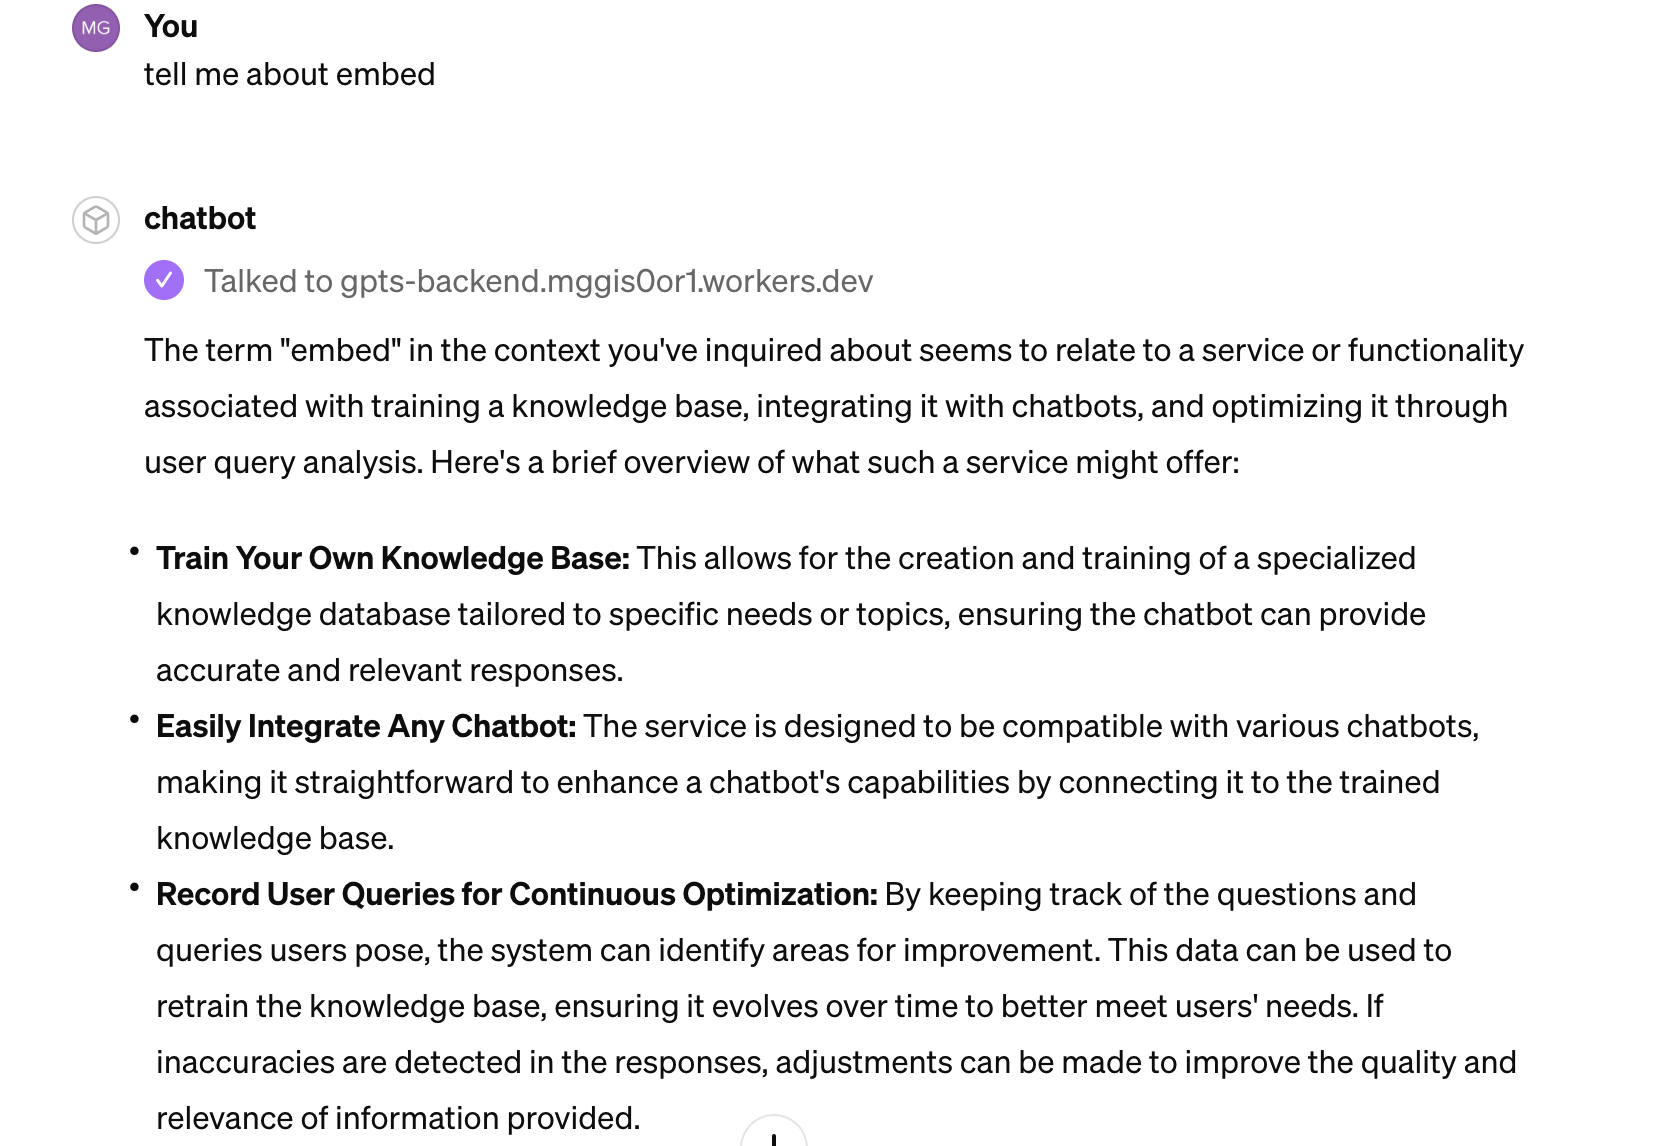 MG
You
tell me about embed
chatbot
Talked to gpts-backend.mggis0or1.workers.dev
The term "embed" in the context you've inquired about seems to relate to a service or functionality
associated with training a knowledge base, integrating it with chatbots, and optimizing it through
user query analysis. Here's a brief overview of what such a service might offer:
• Train Your Own Knowledge Base: This allows for the creation and training of a specialized
knowledge database tailored to specific needs or topics, ensuring the chatbot can provide
accurate and relevant responses.
• Easily Integrate Any Chatbot: The service is designed to be compatible with various chatbots,
making it straightforward to enhance a chatbot's capabilities by connecting it to the trained
knowledge base.
• Record User Queries for Continuous Optimization: By keeping track of the questions and
queries users pose, the system can identify areas for improvement. This data can be used to
retrain the knowledge base, ensuring it evolves over time to better meet users' needs. If
inaccuracies are detected in the responses, adjustments can be made to improve the quality and
relevance of information provided.